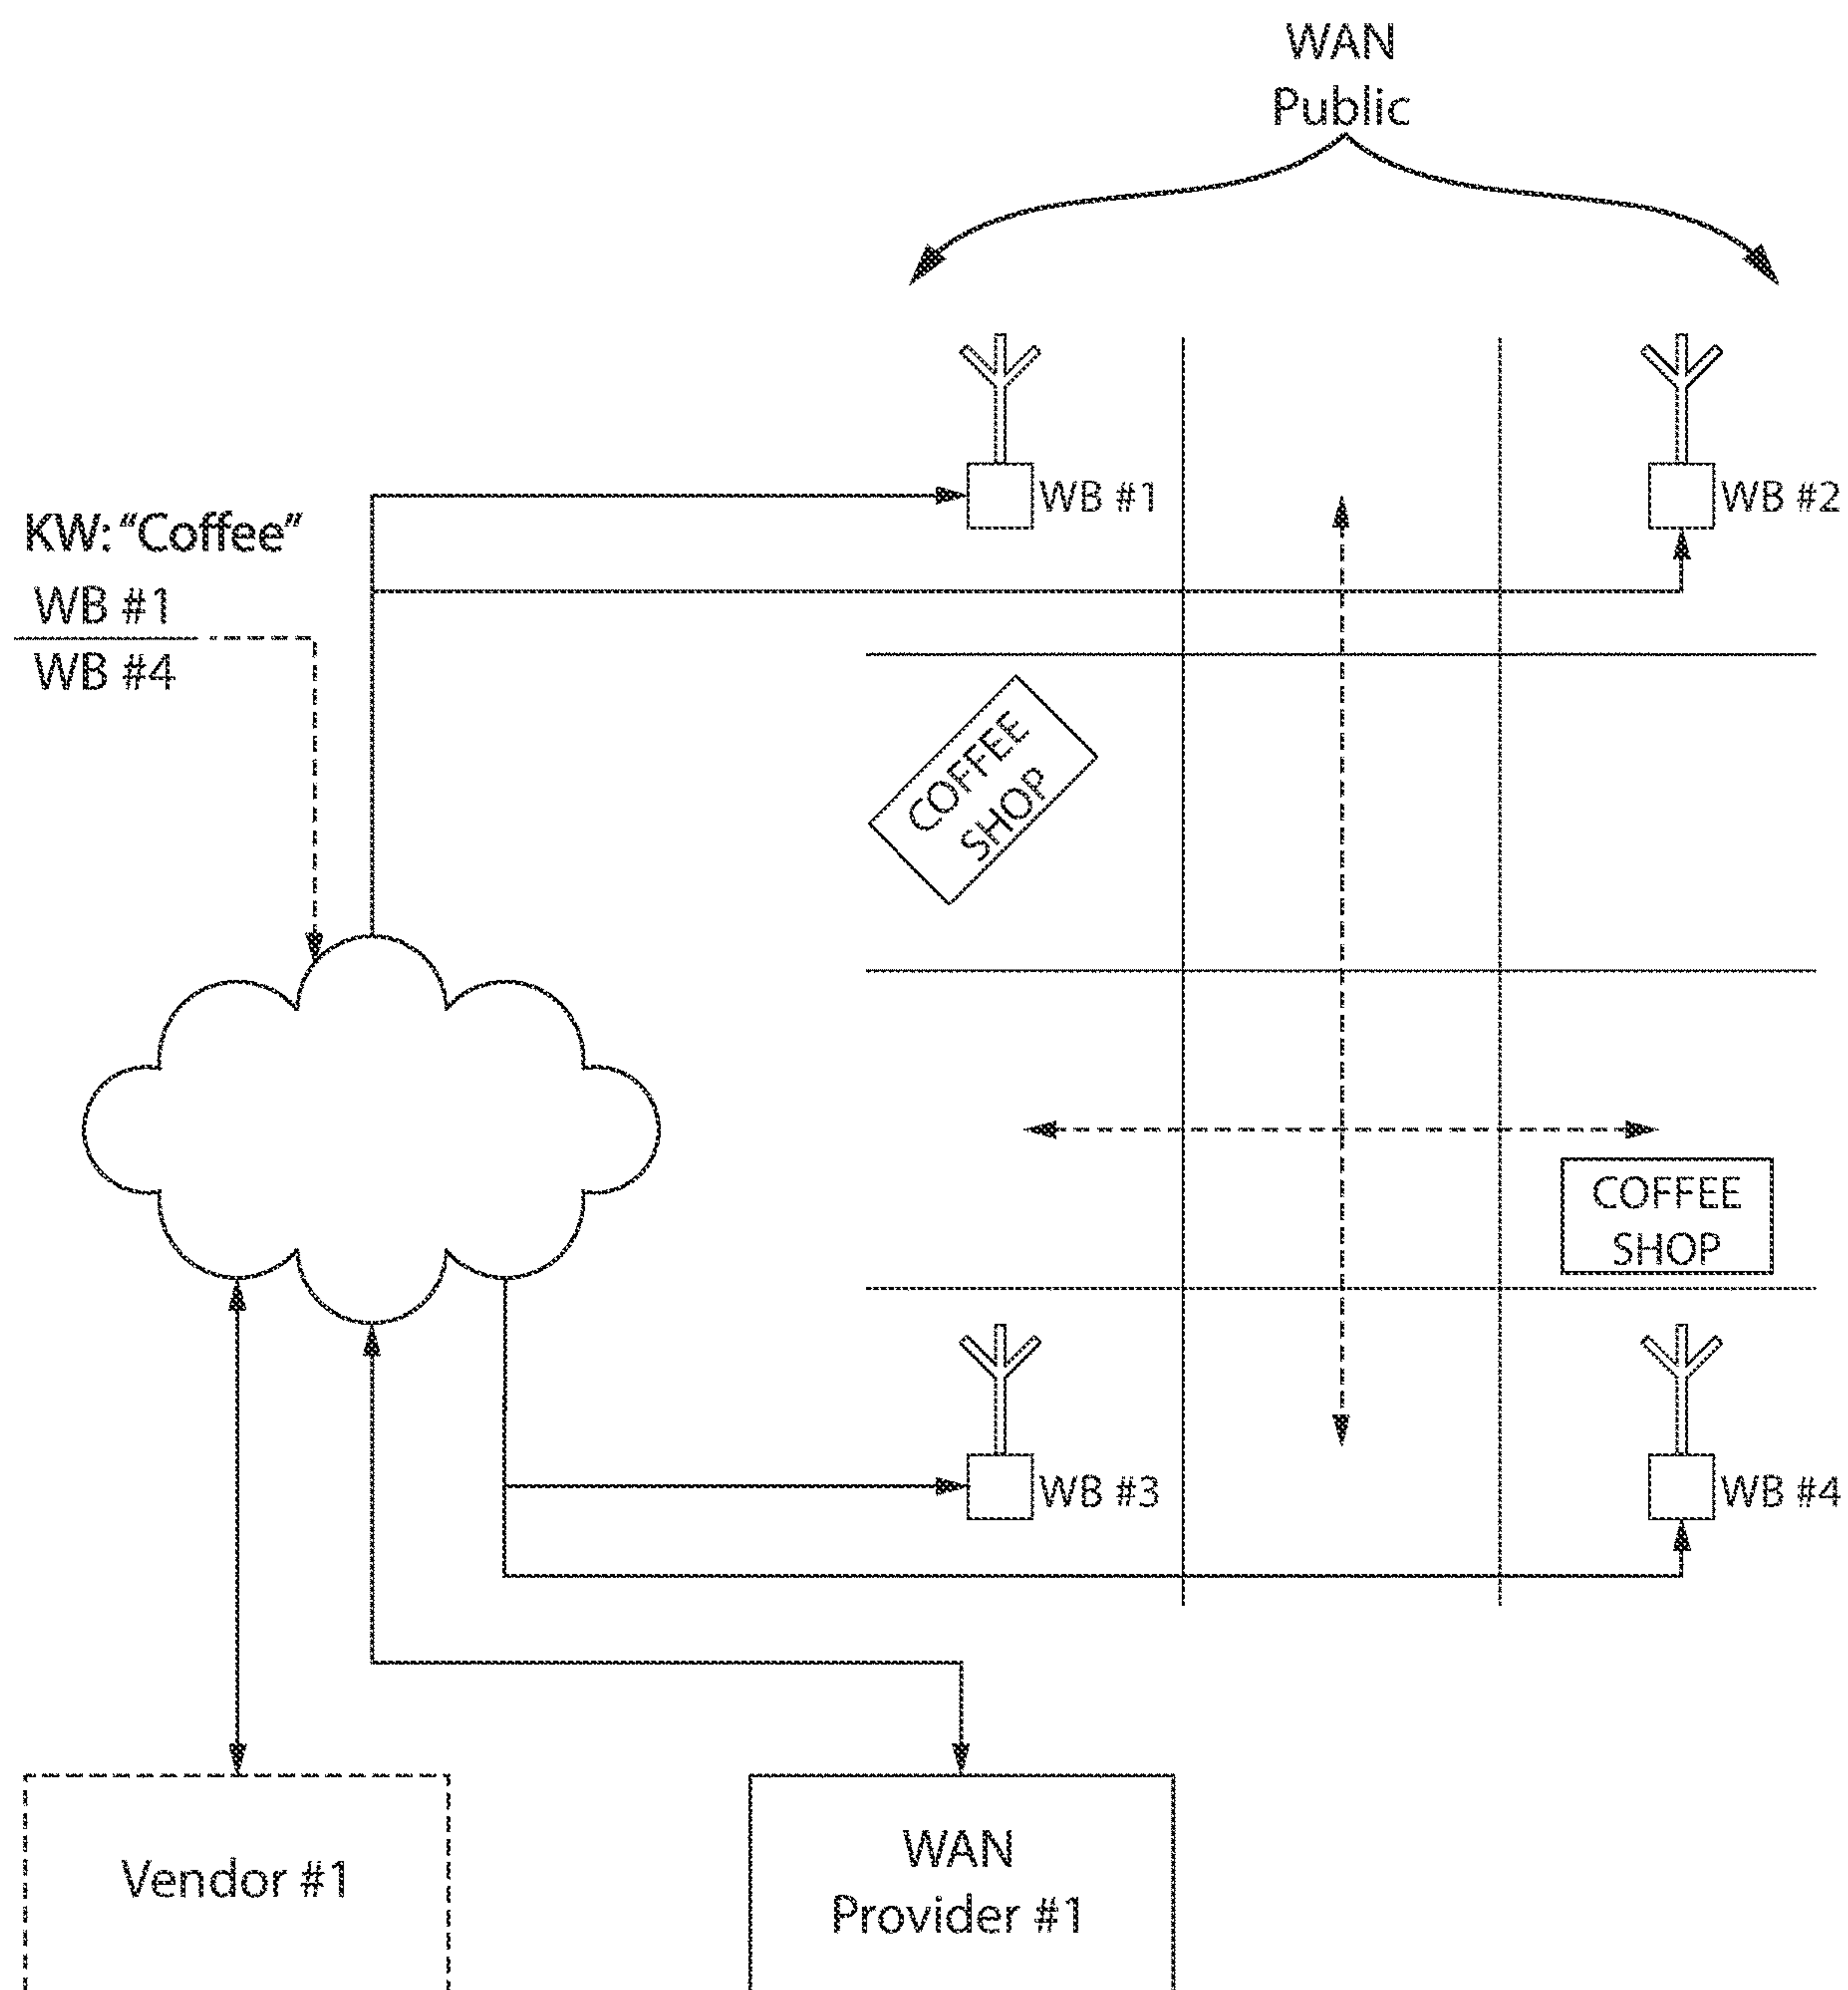 WAN
Public
WB #1
WB #2
KW: “Coffee”
WB #1
WB #4
COFFEE
SHOP
COFFEE
SHOP
WB #3
WB #4
Vendor #1
WAN
Provider #1